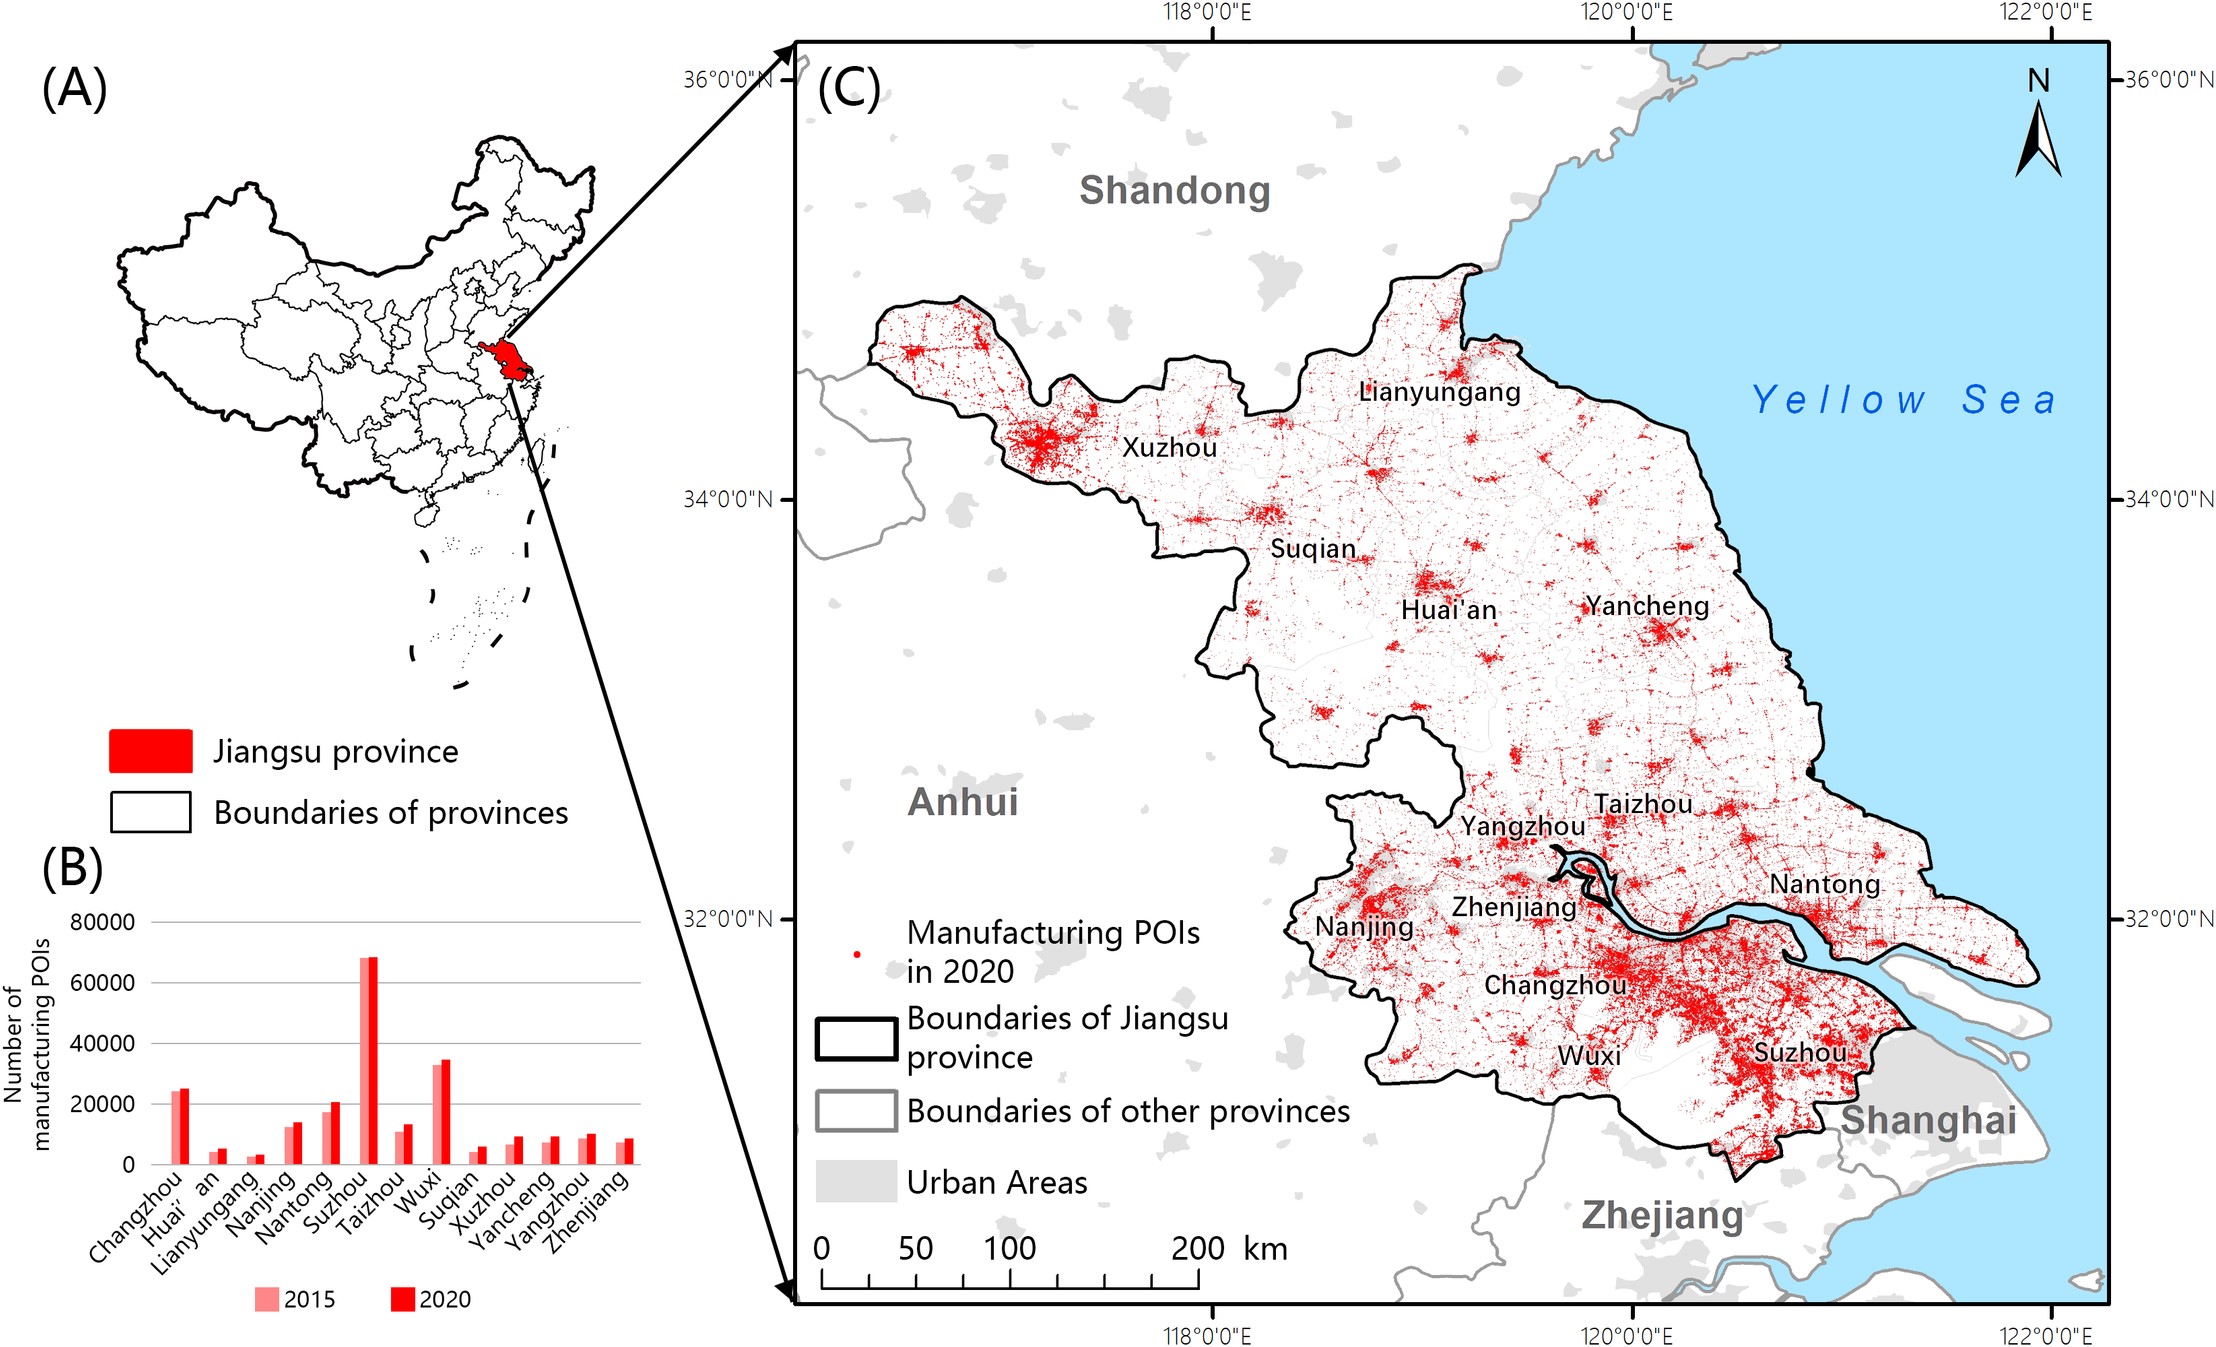 (A)
Jiangsu province
Boundaries of provinces
(B)
Number of
manufacturing POIs
80000
60000
40000
20000
0
Changzhou
Huai' an
Lianyungang
Nanjing
Nantong
Suzhou
Taizhou
Wuxi
Suqian
Xuzhou
Yancheng
Yangzhou
Zhenjiang
2015
2020
118°0'0"E
120°0'0"E
122°0'0"E
36°0'0"N
36°0'0"N
34°0'0"N
34°0'0"N
32°0'0"N
32°0'0"N
118°0'0"E
120°0'0"E
122°0'0"E
(C)
N
Shandong
Yellow Sea
Lianyungang
Xuzhou
Suqian
Huai'an
Yancheng
Anhui
Taizhou
Yangzhou
Nantong
Zhenjiang
Nanjing
Changzhou
Wuxi
Suzhou
Shanghai
Zhejiang
Manufacturing POIs
in 2020
Boundaries of Jiangsu
province
Boundaries of other provinces
Urban Areas
0 50 100 200 km